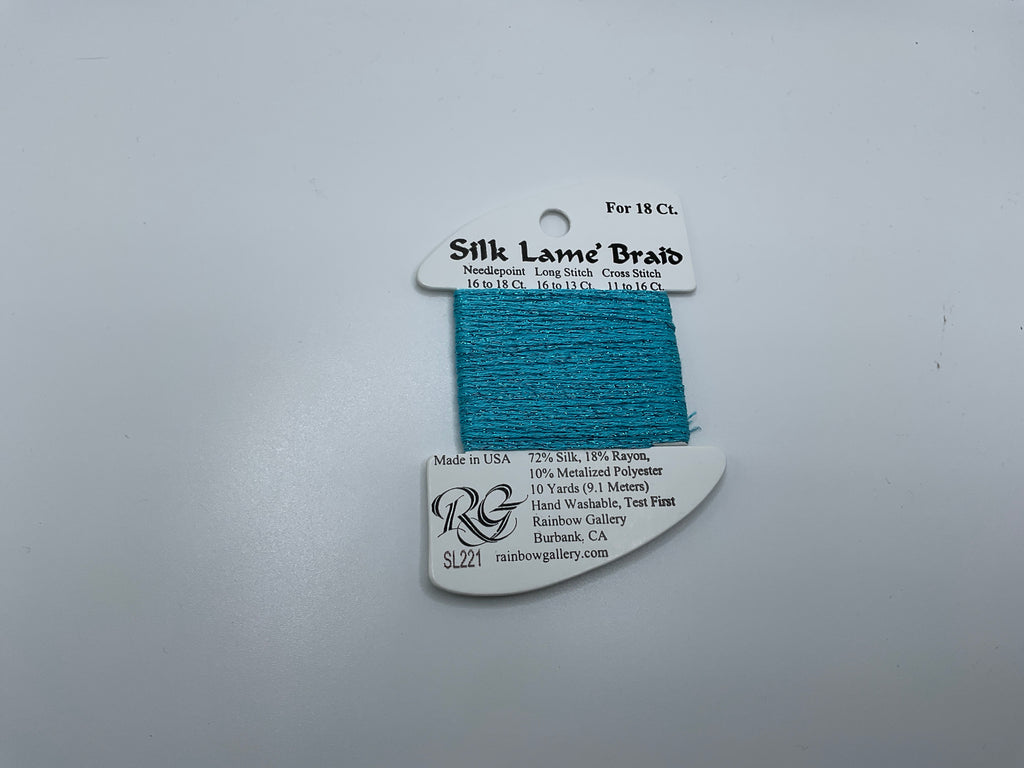 For 18 Ct.
Silk Lamé Braid
Needlepoint Long Stitch Cross Stitch
16 to 18 Ct. 16 to 13 Ct. 11 to 16 Ct.
Made in USA
72% Silk, 18% Rayon,
10% Metalized Polyester
10 Yards (9.1 Meters)
Hand Washable, Test First
Rainbow Gallery
Burbank, CA
RG
SL221
rainbowgallery.com